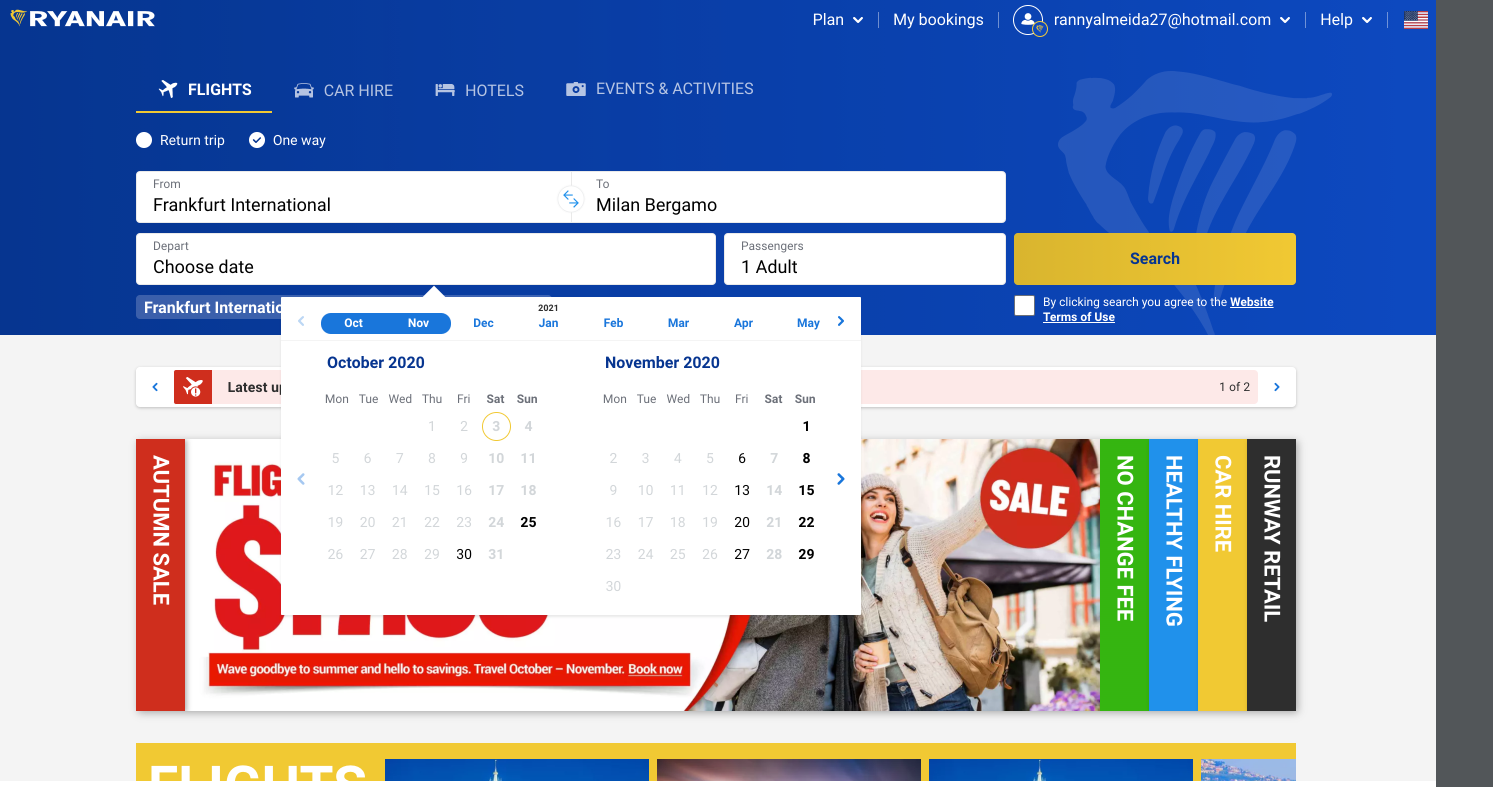 RYANAIR
Plan
My bookings
rannyalmeida27@hotmail.com
Help
FLIGHTS
CAR HIRE
HOTELS
EVENTS & ACTIVITIES
Return trip
One way
From
Frankfurt International
To
Milan Bergamo
Depart
Choose date
Passengers
1 Adult
Search
By clicking search you agree to the Website
Terms of Use
2021
Oct Nov Dec Jan Feb Mar Apr May
October 2020
Mon Tue Wed Thu Fri Sat Sun
1 2 3 4
5 6 7 8 9 10 11
12 13 14 15 16 17 18
19 20 21 22 23 24 25
26 27 28 29 30 31
November 2020
Mon Tue Wed Thu Fri Sat Sun
1
2 3 4 5 6 7 8
9 10 11 12 13 14 15
16 17 18 19 20 21 22
23 24 25 26 27 28 29
30
Frankfurt
Latest
1 of 2
AUTUMN SALE
$
Wave goodbye to summer and hello to savings. Travel October – November. Book now
SALE
NO CHANGE FEE
HEALTHY FLYING
CAR HIRE
RUNWAY RETAIL
FLIGHTS